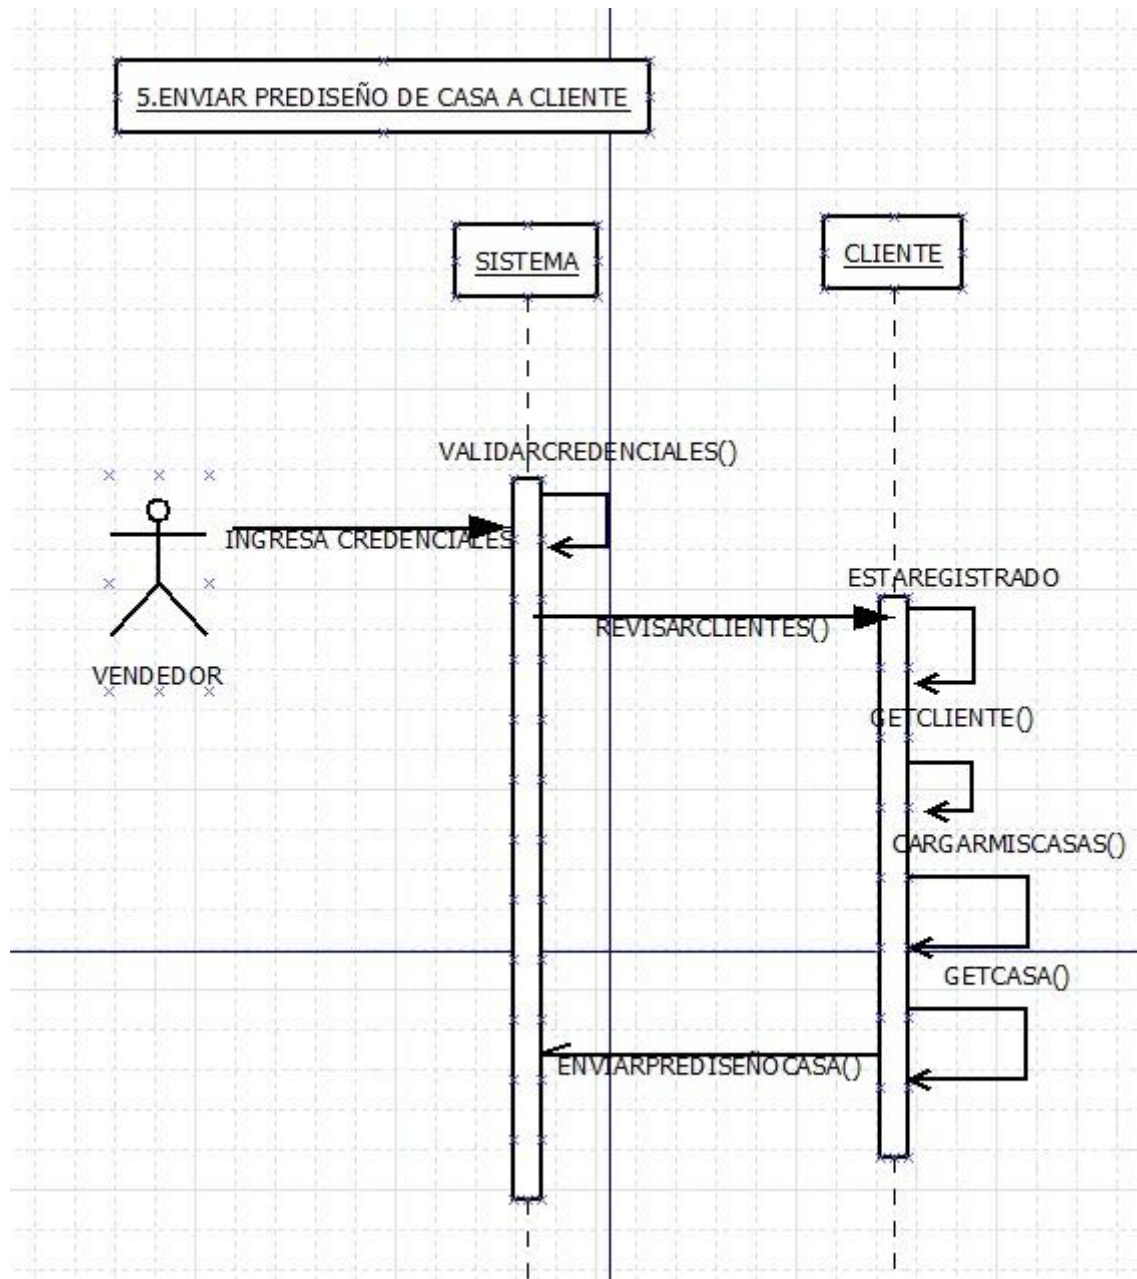 5.ENVIAR PREDISEÑO DE CASA A CLIENTE
SISTEMA
CLIENTE
VALIDARCREDENCIALES()
INGRESA CREDENCIALES
ESTAREGISTRADO
REVISARCLIENTES()
VENDEDOR
GETCLIENTE()
CARGARMISCASAS()
GETCASA()
ENVIARPREDISEÑOCASA()